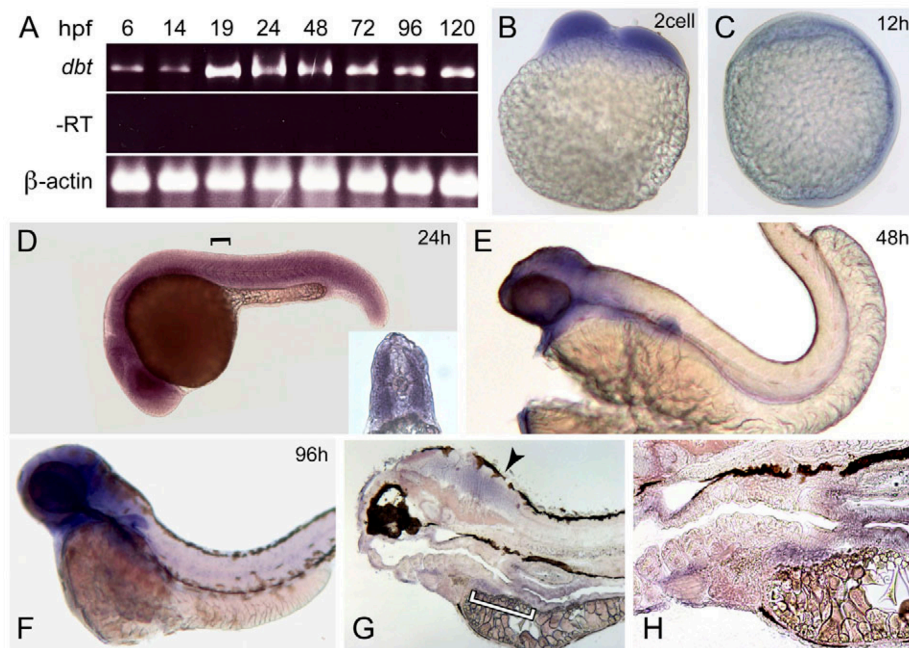 A hpf 6 14 19 24 48 72 96 120
dbt
-RT
β-actin
B 2cell
C 12h
D 24h
E 48h
F 96h
G
H